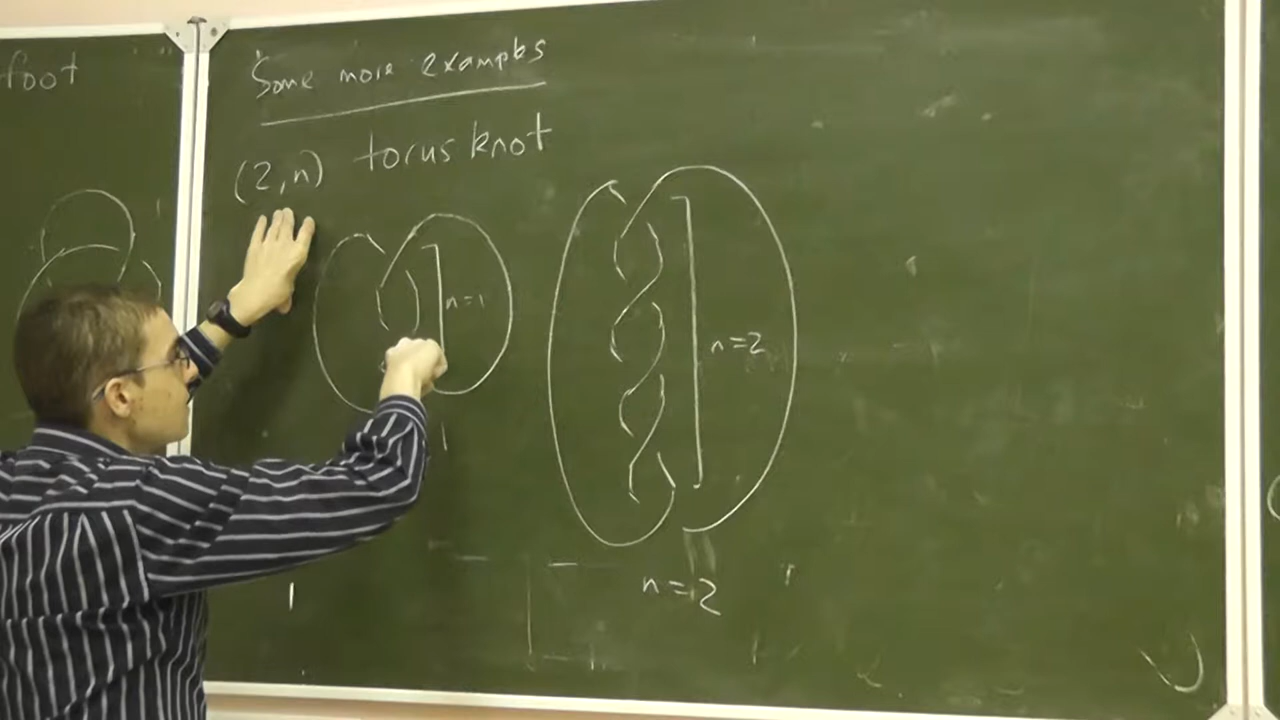 foot
Some more examples
(2,n) torus knot
n=1
n=2
n=2